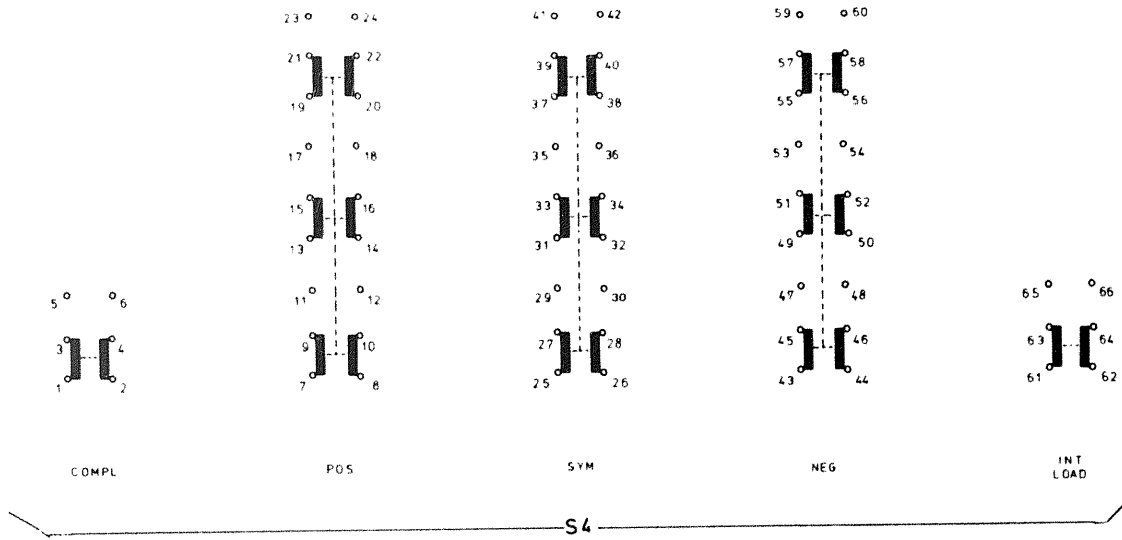 23 24 41 42 59 60
21 22 39 40 57 58
19 20 37 38 55 56
17 18 35 36 53 54
15 16 33 34 51 52
13 14 31 32 49 50
5 6 11 12 29 30 47 48 65 66
3 4 9 10 27 28 45 46 63 64
1 2 7 8 25 26 43 44 61 62
COMPL POS SYM NEG INT
LOAD
S4